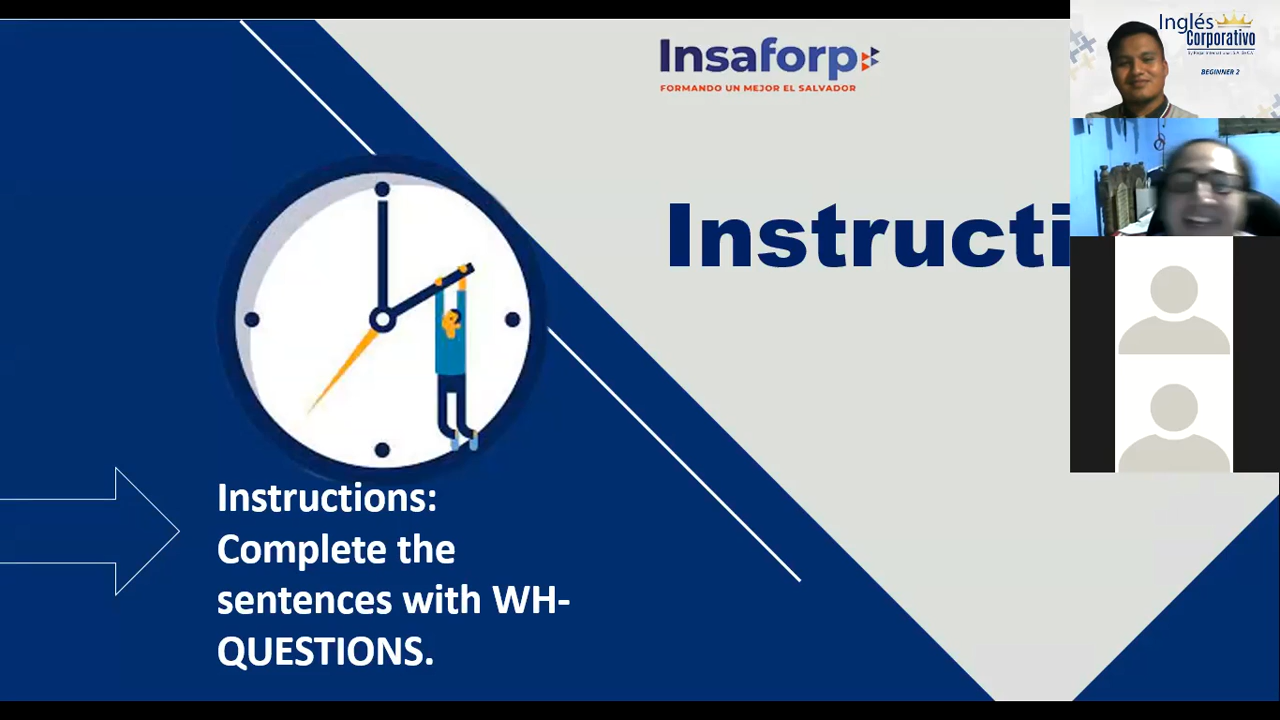 Insaforp
FORMANDO UN MEJOR EL SALVADOR
Inglés
Corporativo
BEGINNER 2
Instructi
Instructions:
Complete the
sentences with WH-
QUESTIONS.